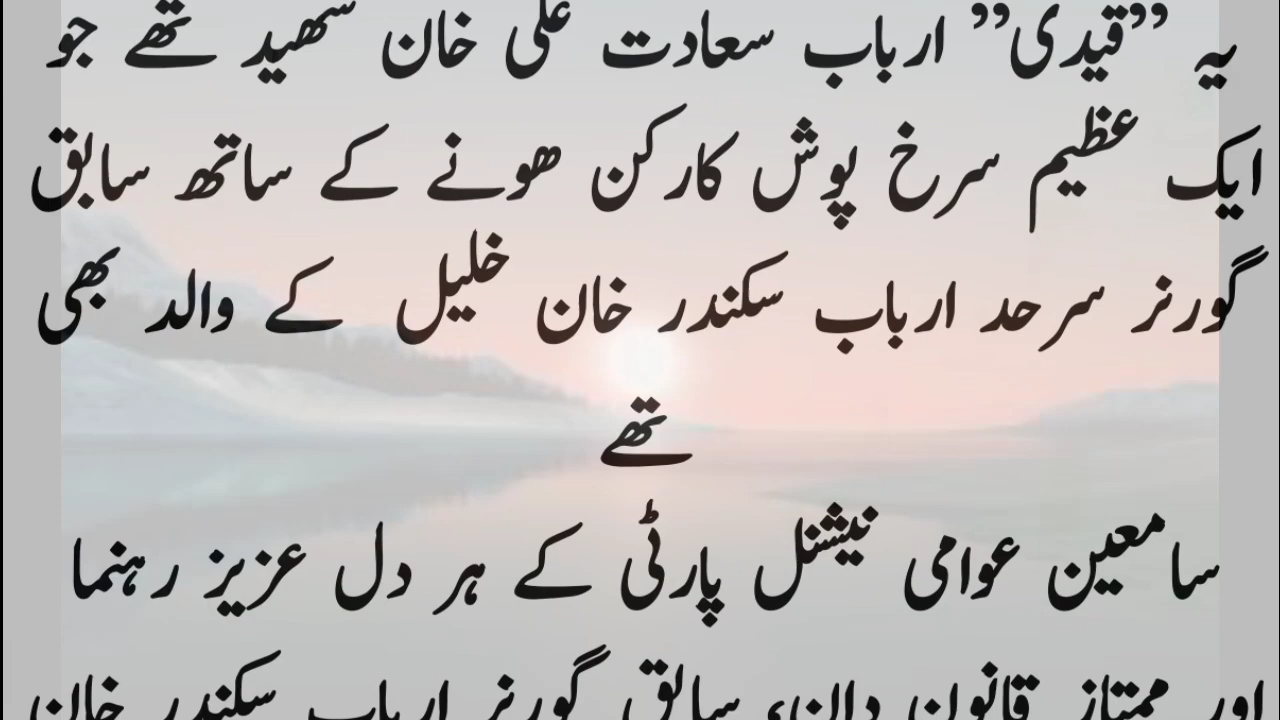 یہ ”قیدی” ارباب سعادت علی خان شھید تھے جو
ایک عظیم سرخ پوش کارکن ھونے کے ساتھ سابق
گورنر سرحد ارباب سکندر خان خلیل کے والد بھی
تھے
سامعین عوامی نیشنل پارٹی کے ہر دل عزیز رہنما
اور ممتاز قانون دان، سابق گورنر ارباب سکندر خان